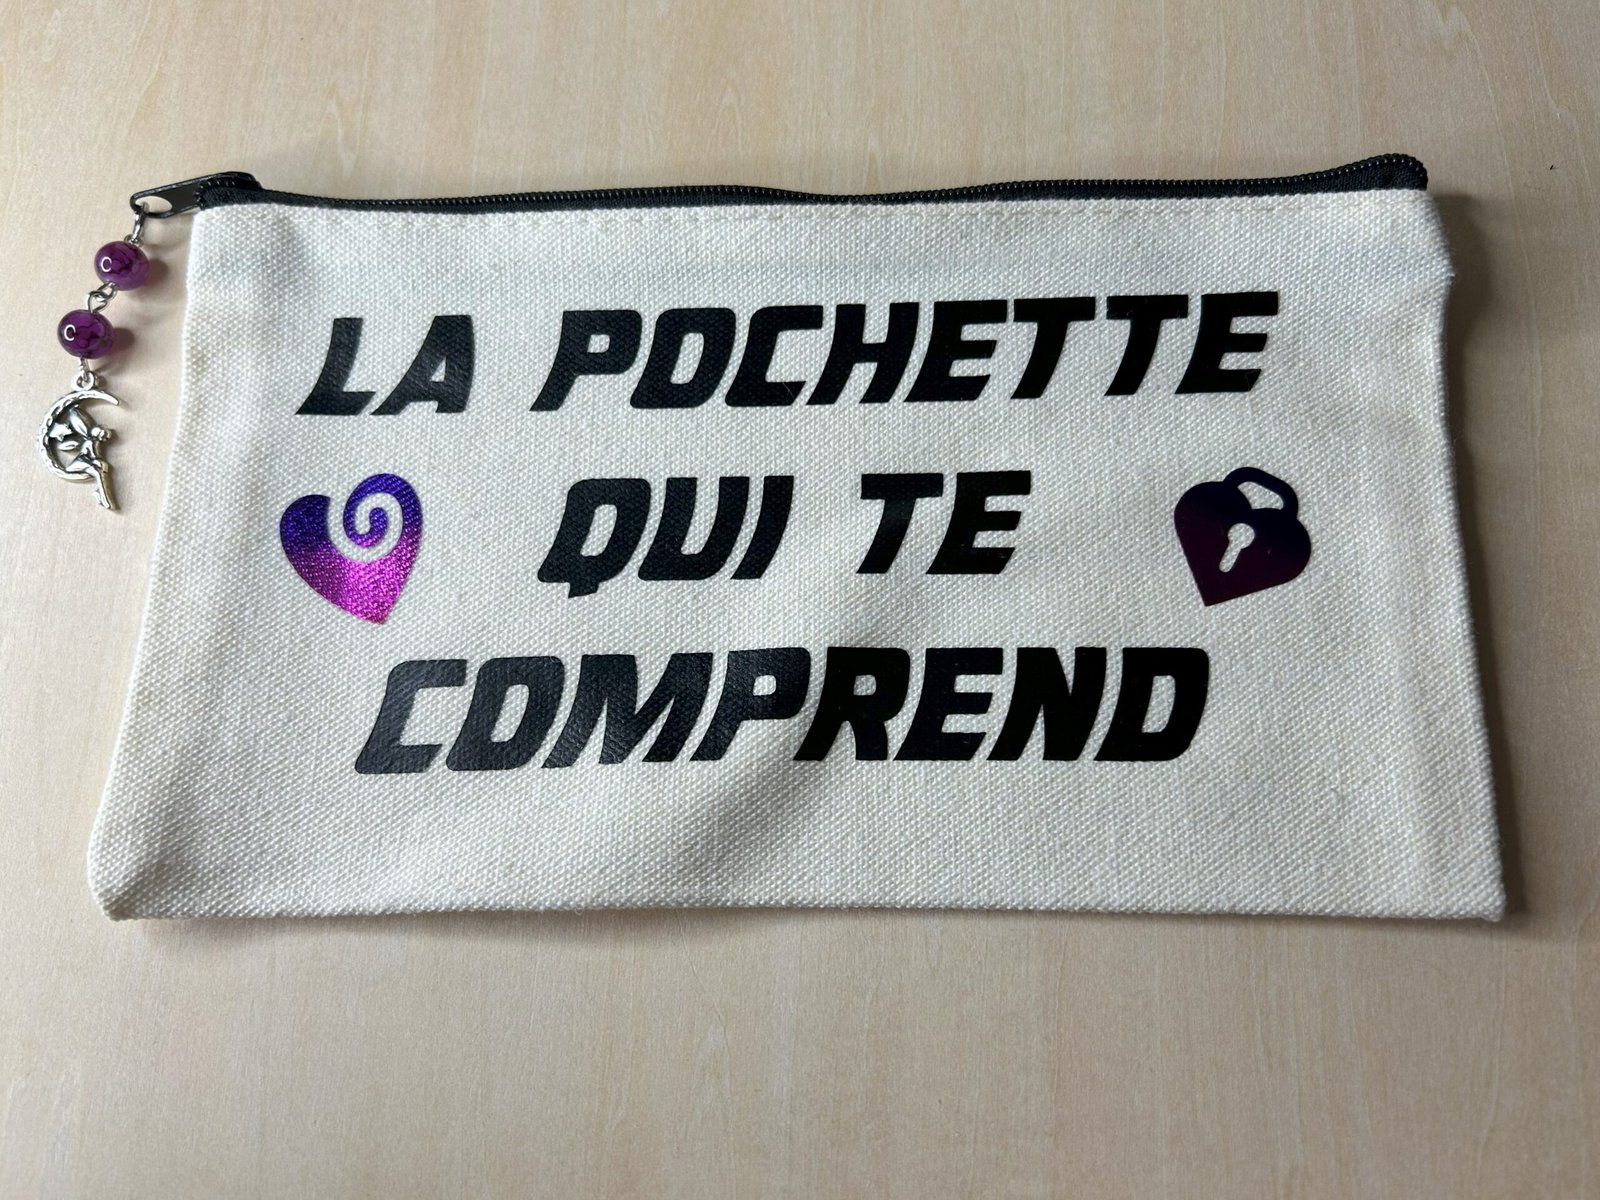 LA POCHETTE
QUI TE
COMPREND